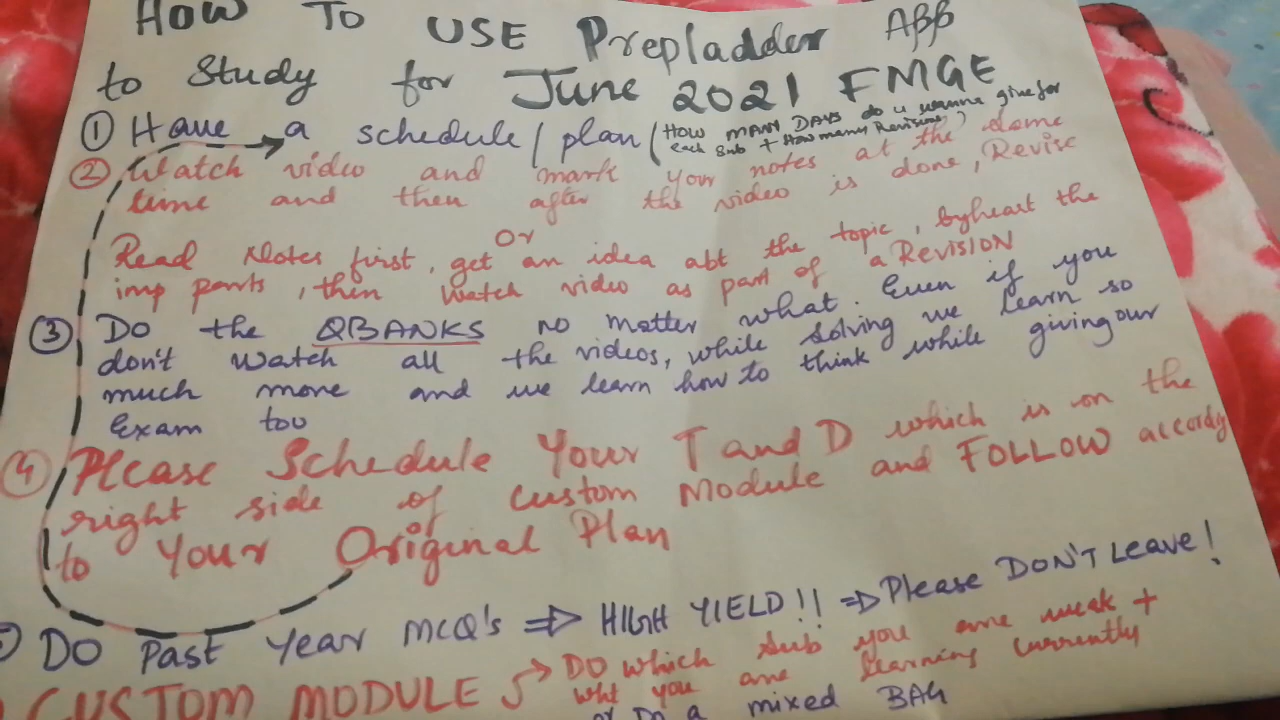 HOW TO USE Prepladder App
to Study for June 2021 FMGE
① Have a schedule/plan (How MANY DAYS do u wanna give for
each Sub + How many Revisions)
② Watch video and mark your notes at the same
time and then after the video is done, Revise
Or
Read Notes first, get an idea abt the topic, byheart the
imp parts, then watch video as part of a REVISION
③ Do the QBANKS no matter what. Even if you
don't watch all the videos, while solving we learn so
much more and we learn how to think while giving our
Exam too
④ Please Schedule Your T and D which is on the
right side of Custom Module and FOLLOW accordg
to Your Original Plan
DO Past Year MCQ's ⇒ HIGH YIELD!! ⇒ Please DON'T Leave!
CUSTOM MODULE → DO which sub you are weak +
wht you are learning currently
or Do a mixed BAG